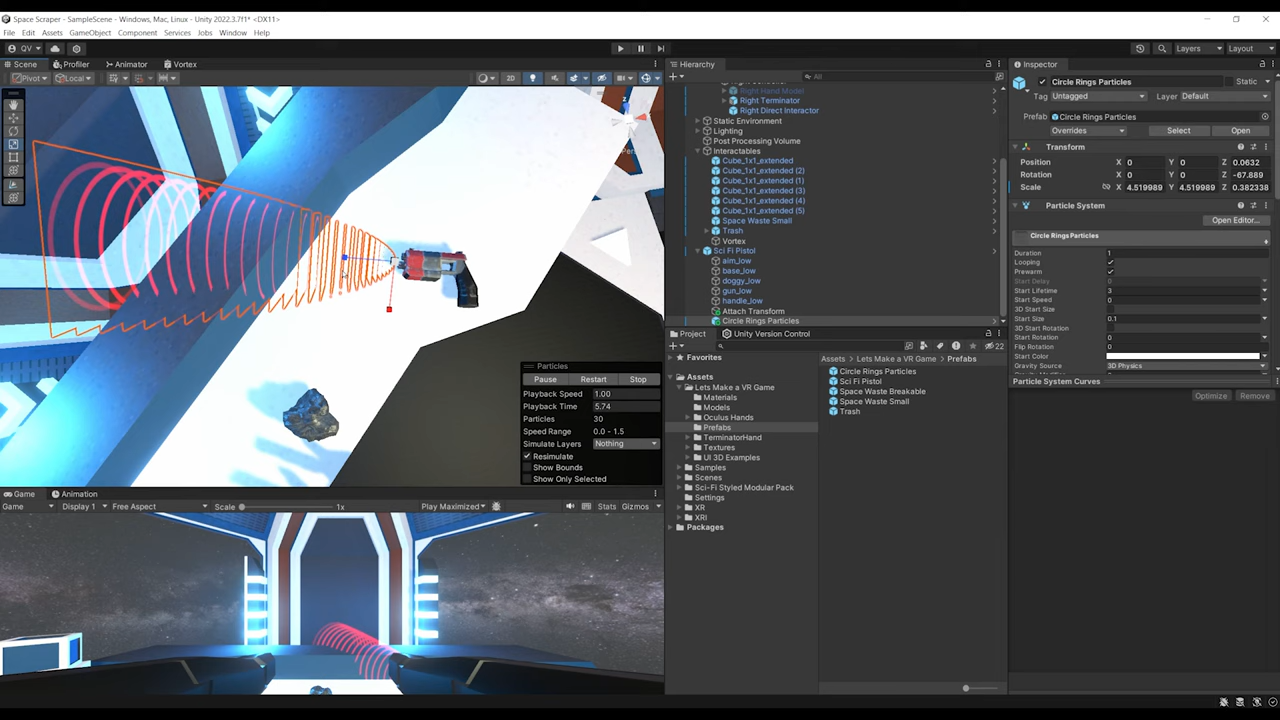 Space Scraper - SampleScene - Windows, Mac, Linux - Unity 2022.3.7f1* <DX11>
File Edit Assets GameObject Component Services Jobs Window Help
QV Layers Layout
Scene Profiler Animator Vortex
Pivot Local 2D
Particles
Pause Restart Stop
Playback Speed 1.00
Playback Time 5.74
Particles 30
Speed Range 0.0 - 1.5
Simulate Layers Nothing
Resimulate
Show Bounds
Show Only Selected
Game Animation
Game Display 1 Free Aspect Scale 1x Play Maximized Stats Gizmos
Hierarchy
All
Right Hand Model
Right Terminator
Right Direct Interactor
Static Environment
Lighting
Post Processing Volume
Interactables
Cube_1x1_extended
Cube_1x1_extended (2)
Cube_1x1_extended (1)
Cube_1x1_extended (3)
Cube_1x1_extended (4)
Cube_1x1_extended (5)
Space Waste Small
Trash
Vortex
Sci Fi Pistol
aim_low
base_low
doggy_low
gun_low
handle_low
Attach Transform
Circle Rings Particles
Project Unity Version Control
22
Favorites
Assets
Lets Make a VR Game
Materials
Models
Oculus Hands
Prefabs
TerminatorHand
Textures
UI 3D Examples
Samples
Scenes
Sci-Fi Styled Modular Pack
Settings
XR
XRI
Packages
Assets Lets Make a VR Game Prefabs
Circle Rings Particles
Sci Fi Pistol
Space Waste Breakable
Space Waste Small
Trash
Inspector
Circle Rings Particles Static
Tag Untagged Layer Default
Prefab Circle Rings Particles
Overrides Select Open
Transform
Position X 0 Y 0 Z 0.0632
Rotation X 0 Y 0 Z -67.889
Scale X 4.519989 Y 4.519989 Z 0.382338
Particle System
Open Editor...
Circle Rings Particles
Duration 1
Looping
Prewarm
Start Delay 0
Start Lifetime 3
Start Speed 0
3D Start Size
Start Size 0.1
3D Start Rotation
Start Rotation 0
Flip Rotation 0
Start Color
Gravity Source 3D Physics
Particle System Curves
Optimize Remove